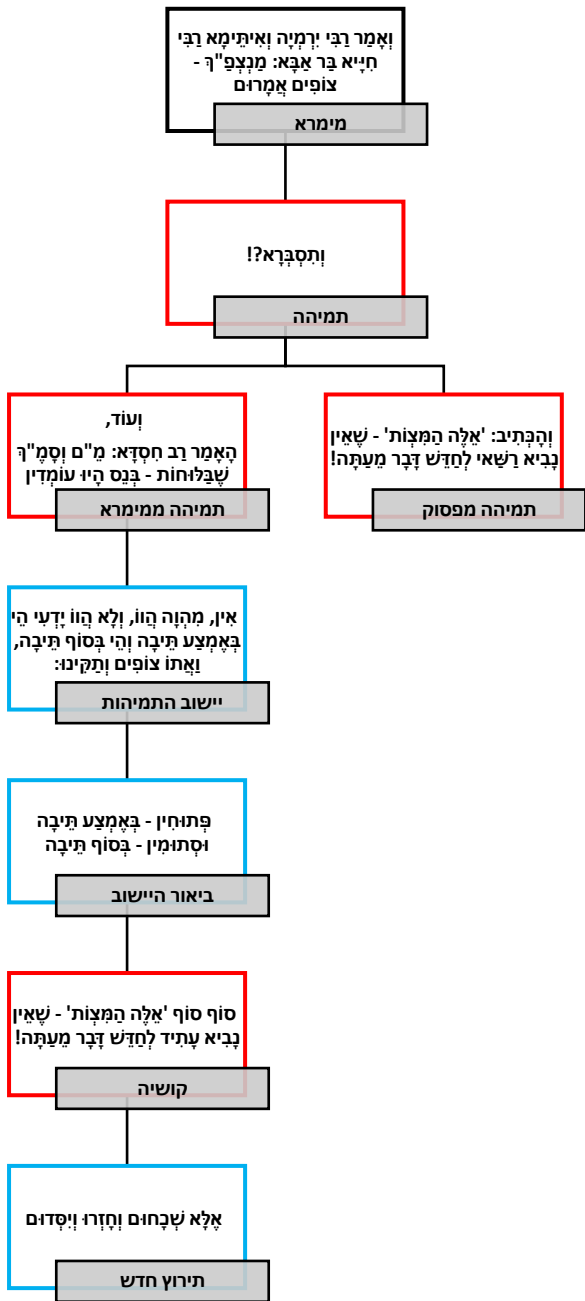 וְאָמַר רַבִּי יִרְמְיָה וְאִיתֵּימָא רַבִּי
חִיָּיא בַּר אַבָּא: מַנְצְפַּ"ךְ -
צוֹפִים אֲמָרוּם
מימרא
וְתִסְבְּרָא?!
תמיהה
וְהַכְּתִיב: 'אֵלֶּה הַמִּצְוֹת' - שֶׁאֵין
נָבִיא רַשַּׁאי לְחַדֵּשׁ דָּבָר מֵעַתָּה!
תמיהה מפסוק
וְעוֹד,
הָאָמַר רַב חִסְדָּא: מֵ"ם וְסָמֶ"ךְ
שֶׁבַּלּוּחוֹת - בְּנֵס הָיוּ עוֹמְדִין
תמיהה ממימרא
אִין, מִהְוָה הֲווֹ, וְלָא הֲווֹ יָדְעִי הֵי
בְּאֶמְצַע תֵּיבָה וְהֵי בְּסוֹף תֵּיבָה,
וַאֲתוֹ צוֹפִים וְתַקִּינוּ:
יישוב התמיהות
פְּתוּחִין - בְּאֶמְצַע תֵּיבָה
וּסְתוּמִין - בְּסוֹף תֵּיבָה
ביאור היישוב
סוֹף סוֹף 'אֵלֶּה הַמִּצְוֹת' - שֶׁאֵין
נָבִיא עָתִיד לְחַדֵּשׁ דָּבָר מֵעַתָּה!
קושיה
אֶלָּא שְׁכָחוּם וְחָזְרוּ וְיִסְּדוּם
תירוץ חדש